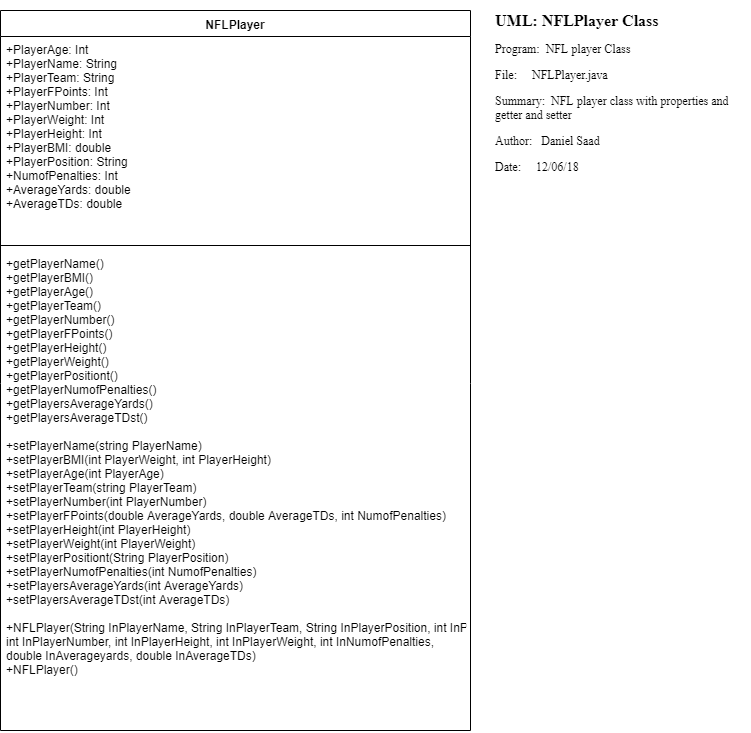 NFLPlayer
+PlayerAge: Int
+PlayerName: String
+PlayerTeam: String
+PlayerFPoints: Int
+PlayerNumber: Int
+PlayerWeight: Int
+PlayerHeight: Int
+PlayerBMI: double
+PlayerPosition: String
+NumofPenalties: Int
+AverageYards: double
+AverageTDs: double
+getPlayerName()
+getPlayerBMI()
+getPlayerAge()
+getPlayerTeam()
+getPlayerNumber()
+getPlayerFPoints()
+getPlayerHeight()
+getPlayerWeight()
+getPlayerPositiont()
+getPlayerNumofPenalties()
+getPlayersAverageYards()
+getPlayersAverageTDst()
+setPlayerName(string PlayerName)
+setPlayerBMI(int PlayerWeight, int PlayerHeight)
+setPlayerAge(int PlayerAge)
+setPlayerTeam(string PlayerTeam)
+setPlayerNumber(int PlayerNumber)
+setPlayerFPoints(double AverageYards, double AverageTDs, int NumofPenalties)
+setPlayerHeight(int PlayerHeight)
+setPlayerWeight(int PlayerWeight)
+setPlayerPositiont(String PlayerPosition)
+setPlayerNumofPenalties(int NumofPenalties)
+setPlayersAverageYards(int AverageYards)
+setPlayersAverageTDst(int AverageTDs)
+NFLPlayer(String InPlayerName, String InPlayerTeam, String InPlayerPosition, int InF
int InPlayerNumber, int InPlayerHeight, int InPlayerWeight, int InNumofPenalties,
double InAverageyards, double InAverageTDs)
+NFLPlayer()
UML: NFLPlayer Class
Program: NFL player Class
File: NFLPlayer.java
Summary: NFL player class with properties and
getter and setter
Author: Daniel Saad
Date: 12/06/18